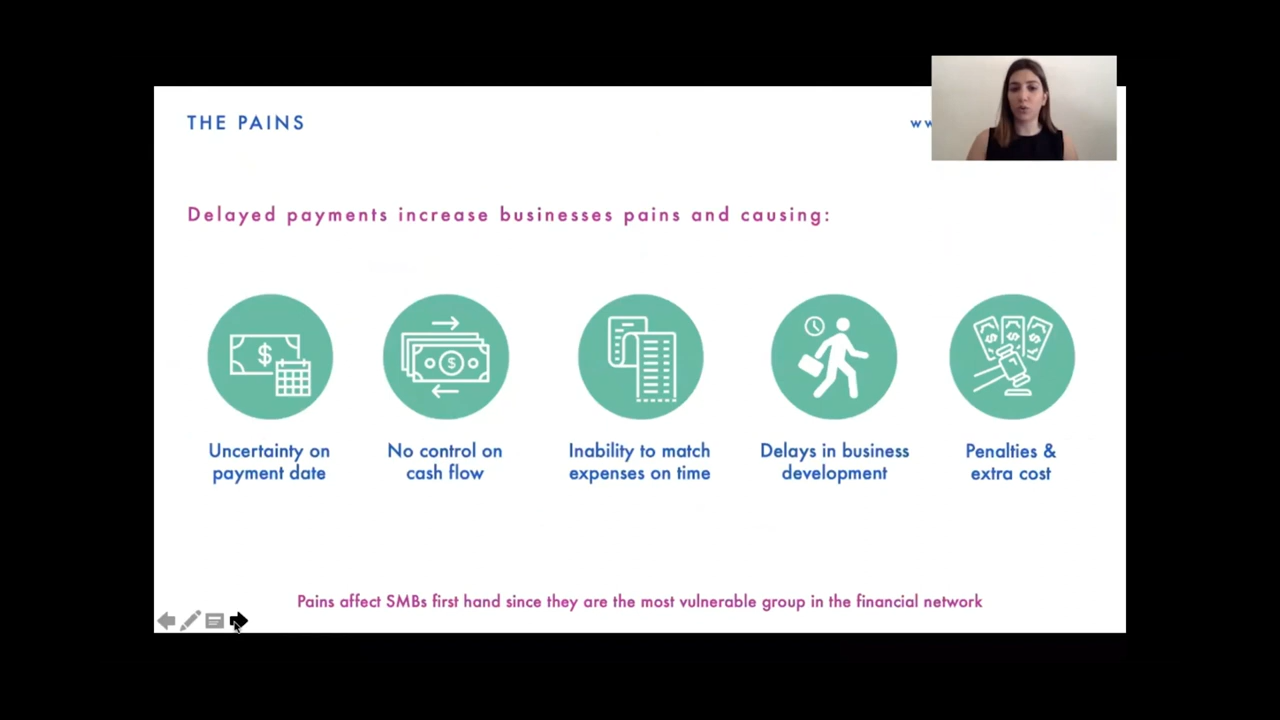 THE PAINS
Delayed payments increase businesses pains and causing:
Uncertainty on
payment date
No control on
cash flow
Inability to match
expenses on time
Delays in business
development
Penalties &
extra cost
Pains affect SMBs first hand since they are the most vulnerable group in the financial network